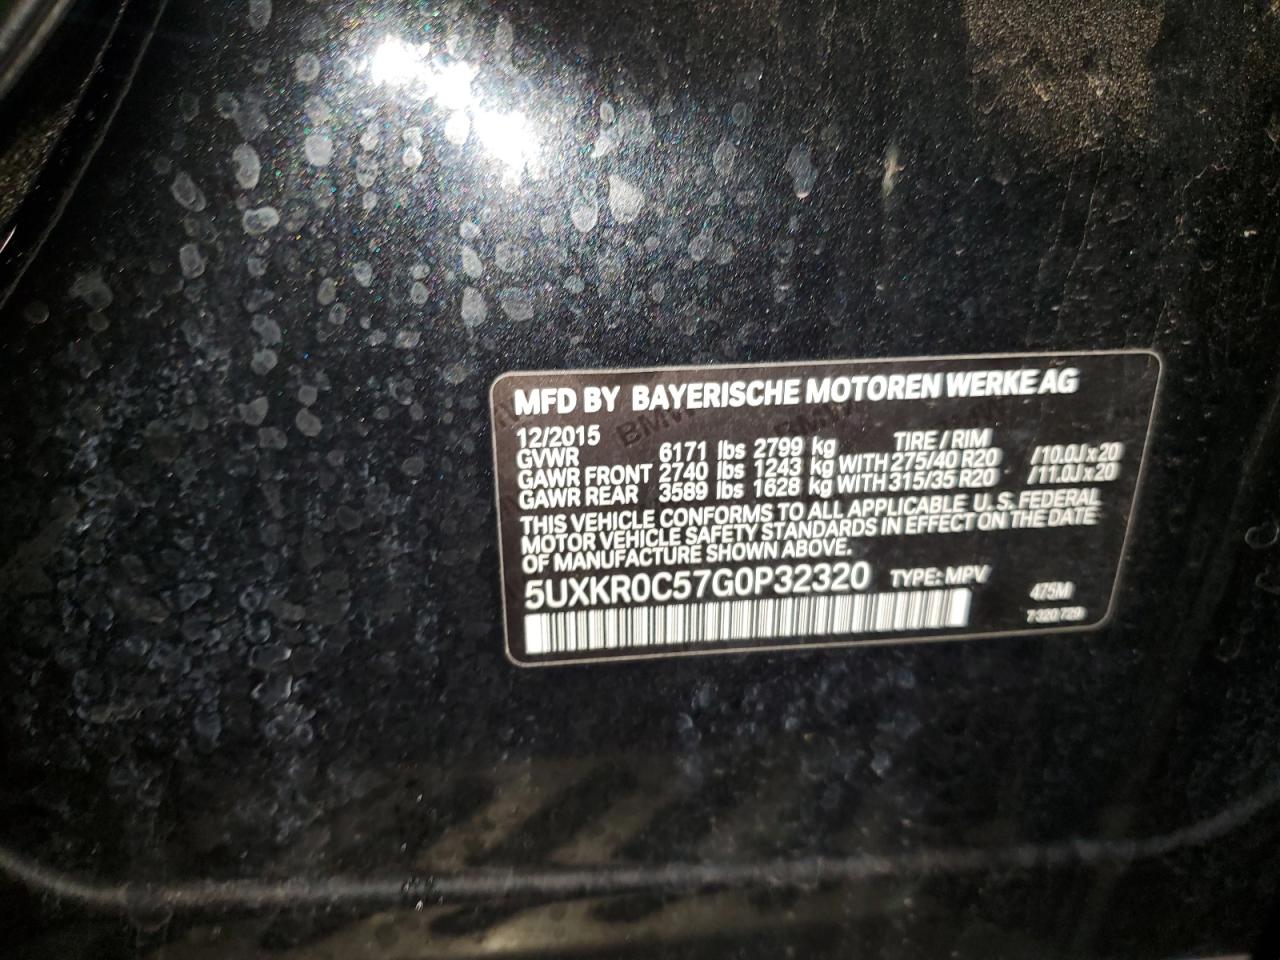 MFD BY BAYERISCHE MOTOREN WERKE AG
12/2015 TIRE / RIM
GVWR 6171 lbs 2799 kg
GAWR FRONT 2740 lbs 1243 kg WITH 275/40 R20 /10.0J x 20
GAWR REAR 3589 lbs 1628 kg WITH 315/35 R20 /11.0J x 20
THIS VEHICLE CONFORMS TO ALL APPLICABLE U.S. FEDERAL
MOTOR VEHICLE SAFETY STANDARDS IN EFFECT ON THE DATE
OF MANUFACTURE SHOWN ABOVE.
5UXKR0C57G0P32320 TYPE: MPV
475M
7 320 729